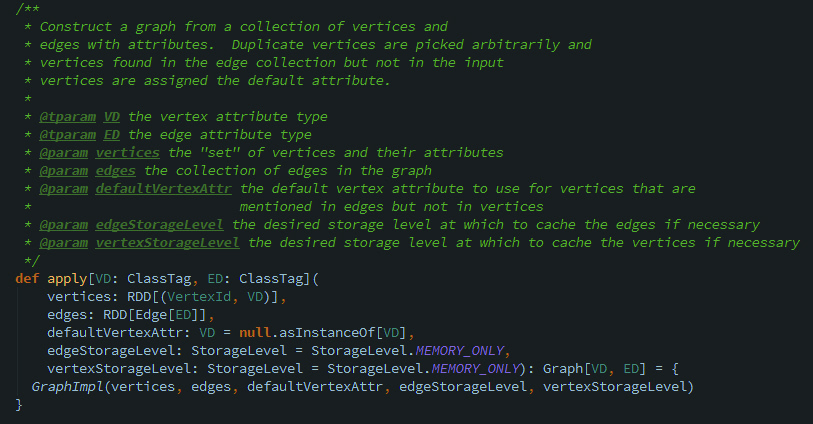 /**
 * Construct a graph from a collection of vertices and
 * edges with attributes.  Duplicate vertices are picked arbitrarily and
 * vertices found in the edge collection but not in the input
 * vertices are assigned the default attribute.
 *
 * @tparam VD the vertex attribute type
 * @tparam ED the edge attribute type
 * @param vertices the "set" of vertices and their attributes
 * @param edges the collection of edges in the graph
 * @param defaultVertexAttr the default vertex attribute to use for vertices that are
 *                          mentioned in edges but not in vertices
 * @param edgeStorageLevel the desired storage level at which to cache the edges if necessary
 * @param vertexStorageLevel the desired storage level at which to cache the vertices if necessary
 */
def apply[VD: ClassTag, ED: ClassTag](
    vertices: RDD[(VertexId, VD)],
    edges: RDD[Edge[ED]],
    defaultVertexAttr: VD = null.asInstanceOf[VD],
    edgeStorageLevel: StorageLevel = StorageLevel.MEMORY_ONLY,
    vertexStorageLevel: StorageLevel = StorageLevel.MEMORY_ONLY): Graph[VD, ED] = {
  GraphImpl(vertices, edges, defaultVertexAttr, edgeStorageLevel, vertexStorageLevel)
}